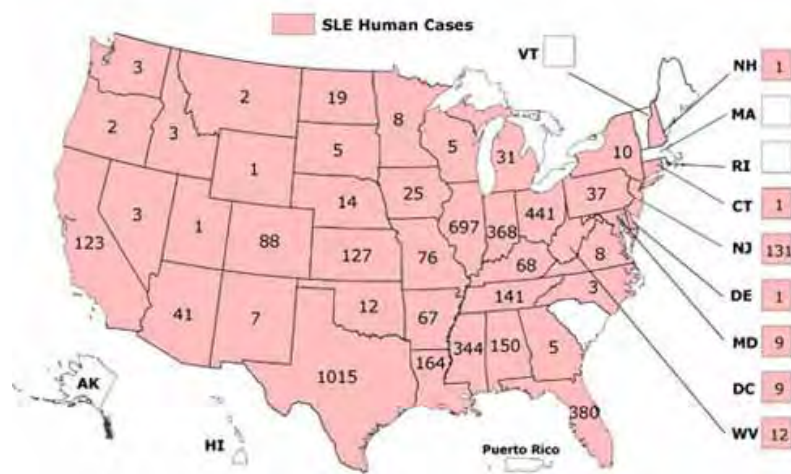 SLE Human Cases
VT
NH 1
MA
RI
CT 1
NJ 131
DE 1
MD 9
DC 9
WV 12
3
2
19
8
2
3
5
5
31
10
1
14
25
37
123
3
1
88
127
76
697
368
441
8
68
3
41
7
12
67
141
1015
164
344
150
5
380
AK
HI
Puerto Rico